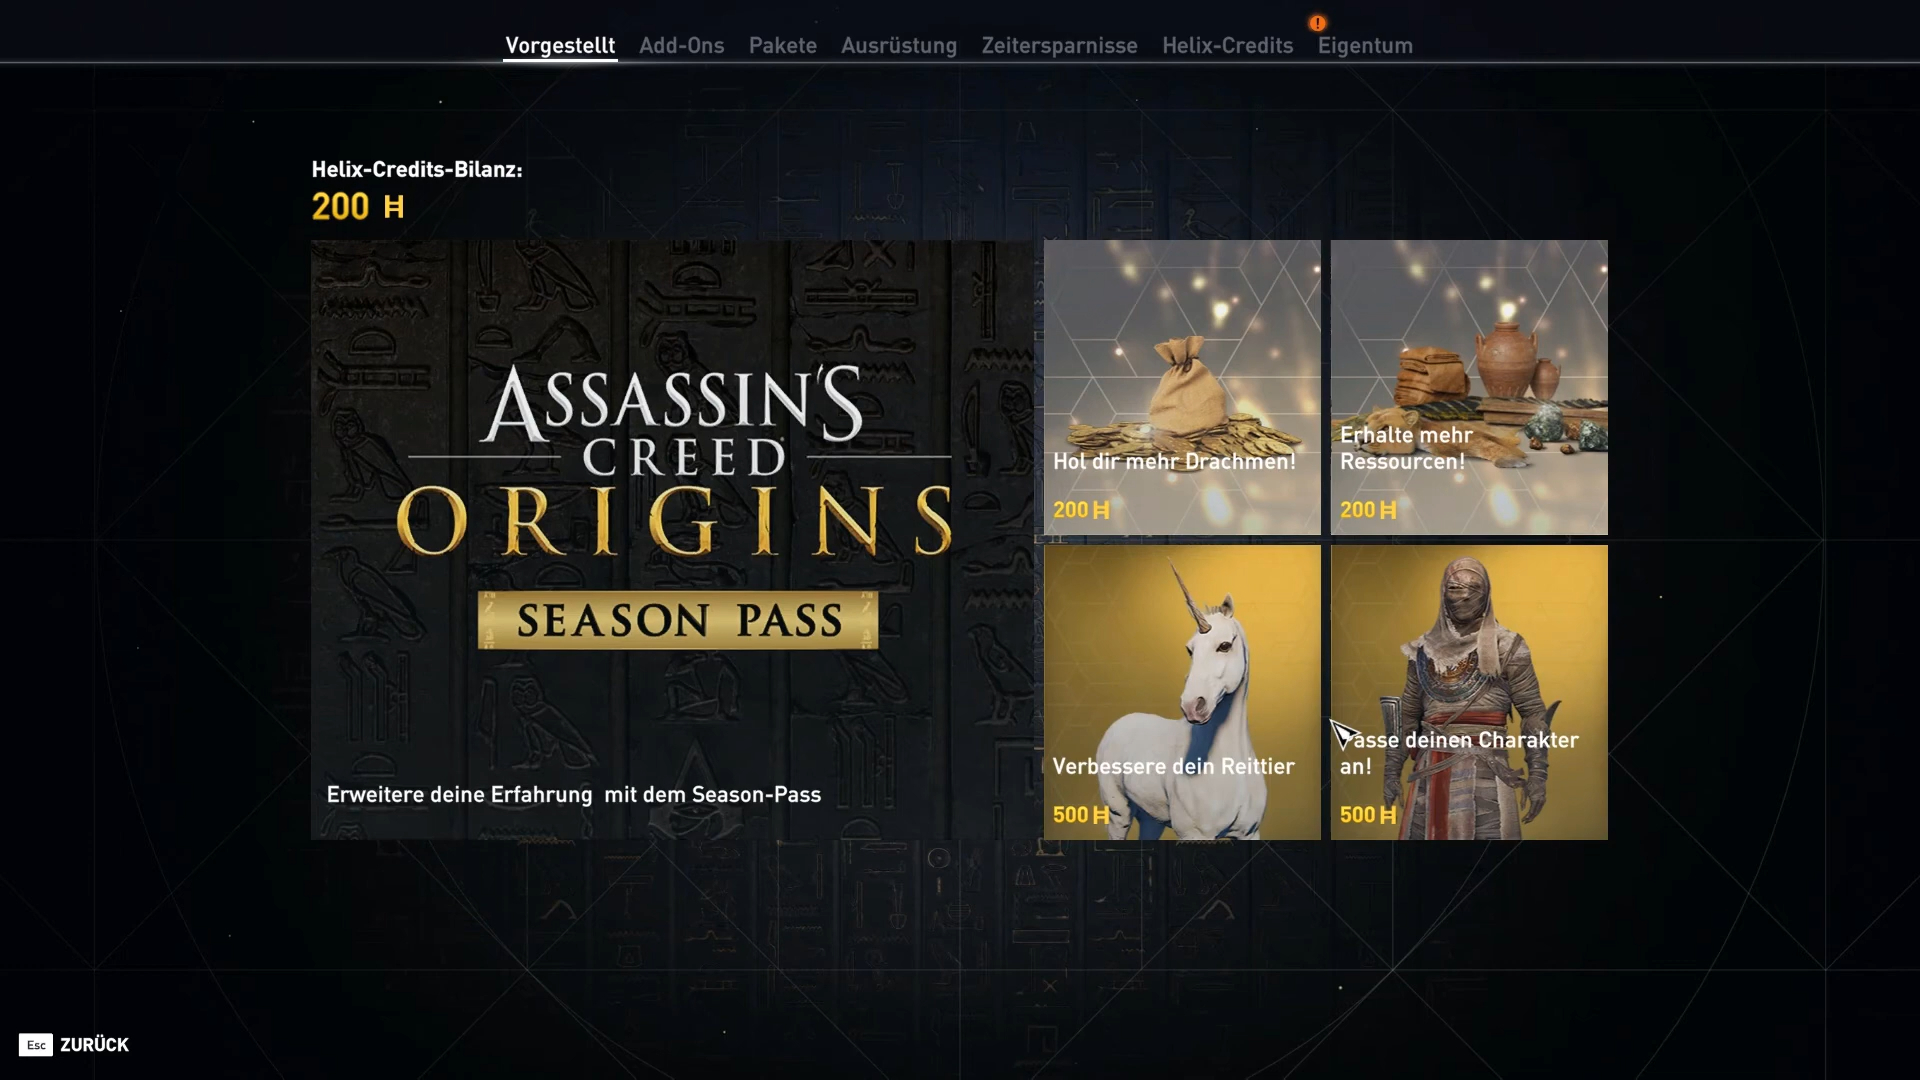 Vorgestellt Add-Ons Pakete Ausrüstung Zeitersparnisse Helix-Credits Eigentum
!
Helix-Credits-Bilanz:
200 H
ASSASSIN'S
CREED
ORIGINS
SEASON PASS
Erweitere deine Erfahrung mit dem Season-Pass
Hol dir mehr Drachmen!
200 H
Erhalte mehr
Ressourcen!
200 H
Verbessere dein Reittier
500 H
Passe deinen Charakter
an!
500 H
Esc ZURÜCK